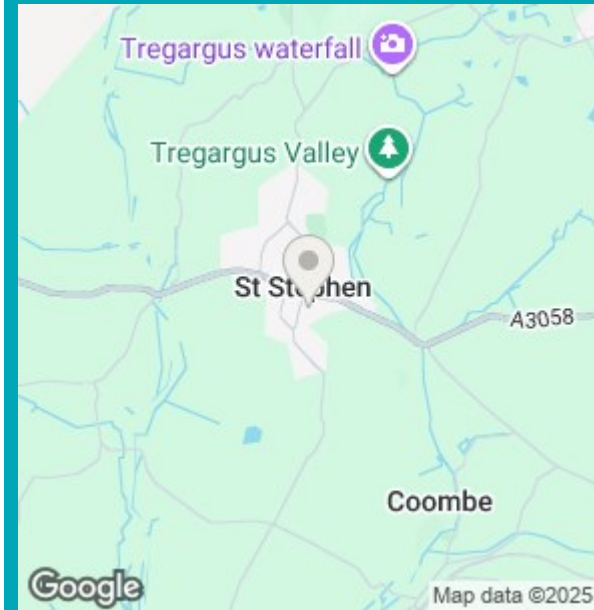 Tregargus waterfall
Tregargus Valley
St Stephen
A3058
Coombe
Google
Map data ©2025